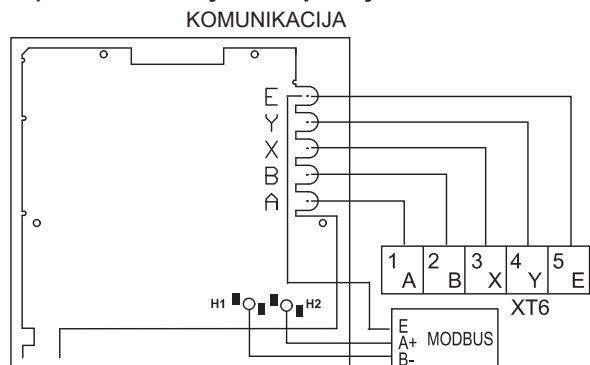 KOMUNIKACIJA
E
Y
X
B
A
1 A 2 B 3 X 4 Y 5 E
XT6
H1 H2
E
A+ MODBUS
B-